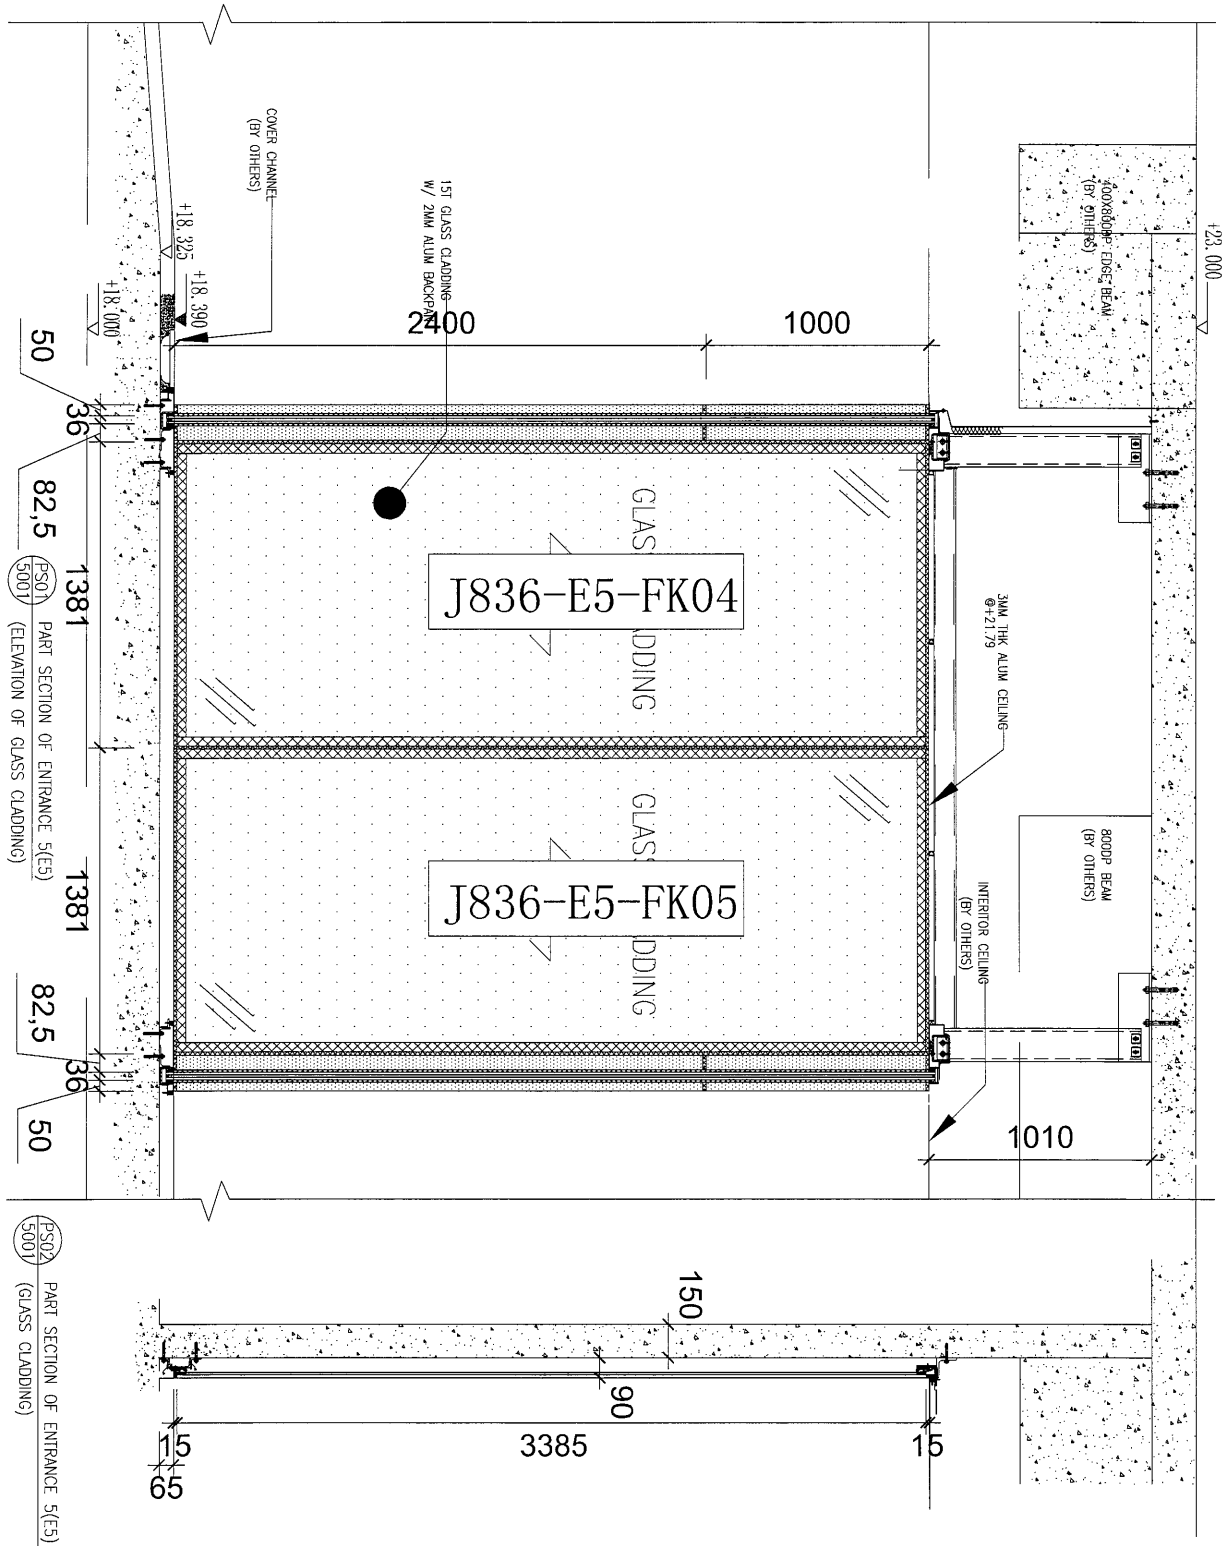 +23.000
400X800DP EDGE BEAM
(BY OTHERS)
COVER CHANNEL
(BY OTHERS)
15T GLASS CLADDING
W/ 2MM ALUM BACKPAN
+18.325
+18.390
+18.000
2400
1000
50
36
82,5
1381
1381
82,5
36
50
GLASS CLADDING
J836-E5-FK04
GLASS CLADDING
J836-E5-FK05
3MM THK ALUM CEILING
@+21.79
800DP BEAM
(BY OTHERS)
INTERITOR CEILING
(BY OTHERS)
1010
PS01
5001
PART SECTION OF ENTRANCE 5(E5)
(ELEVATION OF GLASS CLADDING)
150
90
15
3385
15
65
PS02
5001
PART SECTION OF ENTRANCE 5(E5)
(GLASS CLADDING)